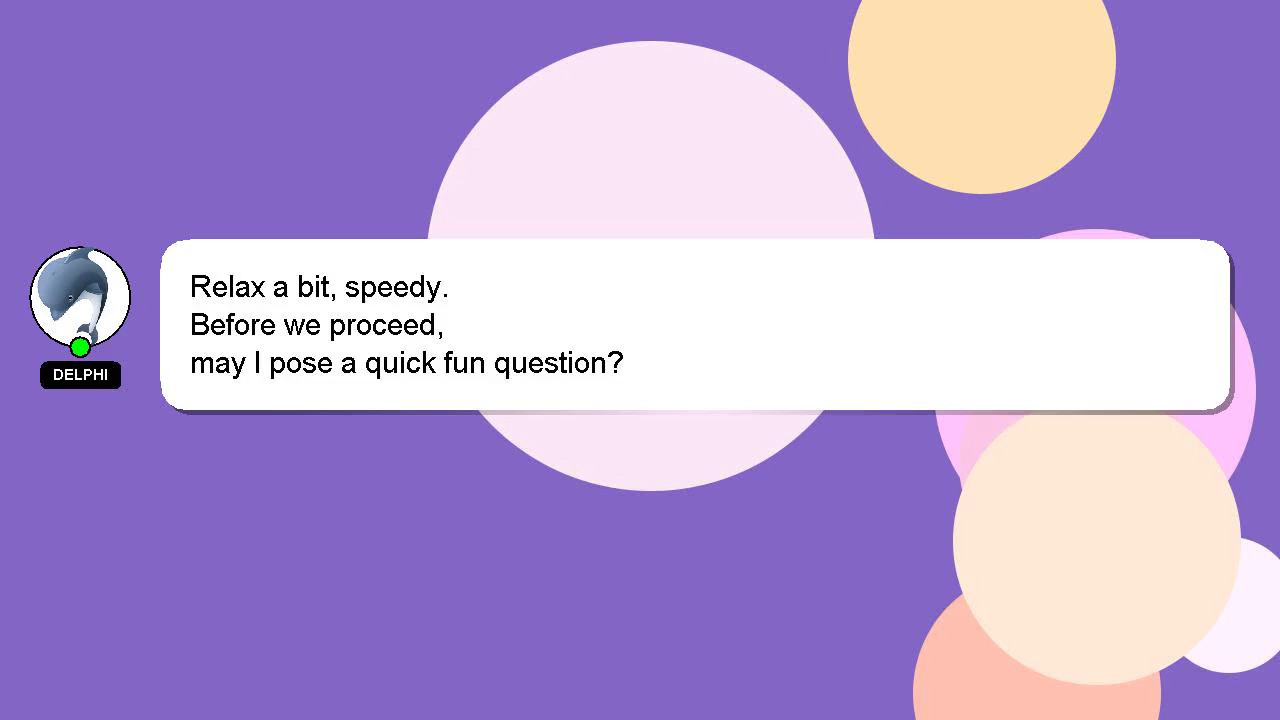 Relax a bit, speedy.
Before we proceed,
may I pose a quick fun question?
DELPHI